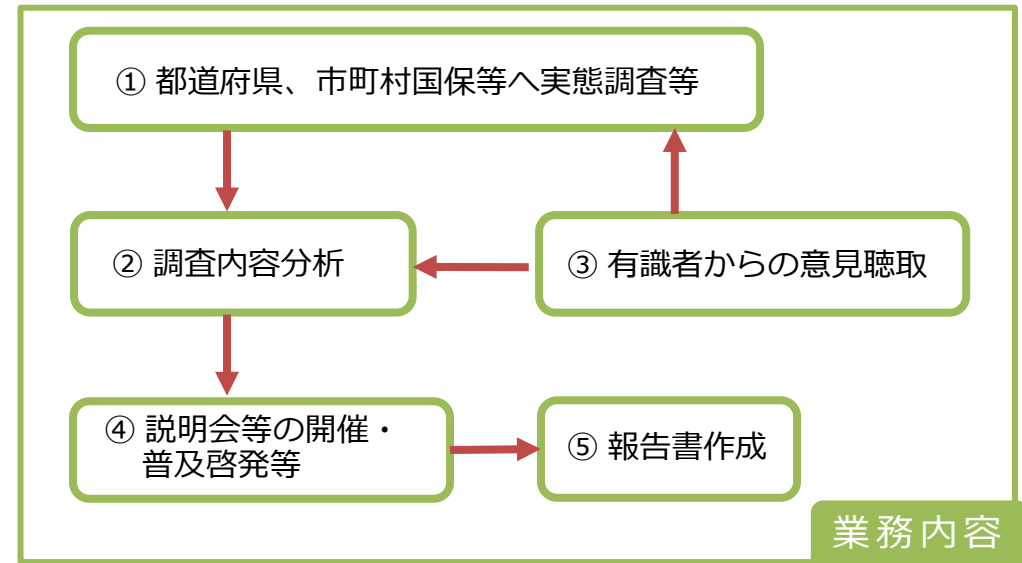 ① 都道府県、市町村国保等へ実態調査等
② 調査内容分析
③ 有識者からの意見聴取
④ 説明会等の開催・
普及啓発等
⑤ 報告書作成
業務内容